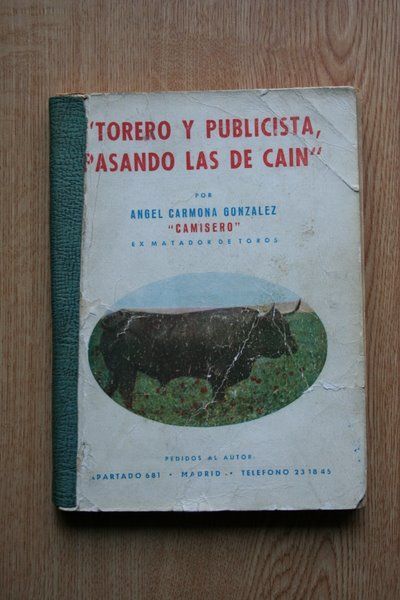 "TORERO Y PUBLICISTA,
PASANDO LAS DE CAIN"
POR
ANGEL CARMONA GONZALEZ
"CAMISERO"
EX MATADOR DE TOROS
PEDIDOS AL AUTOR:
APARTADO 681 • MADRID • TELEFONO 23 18 45